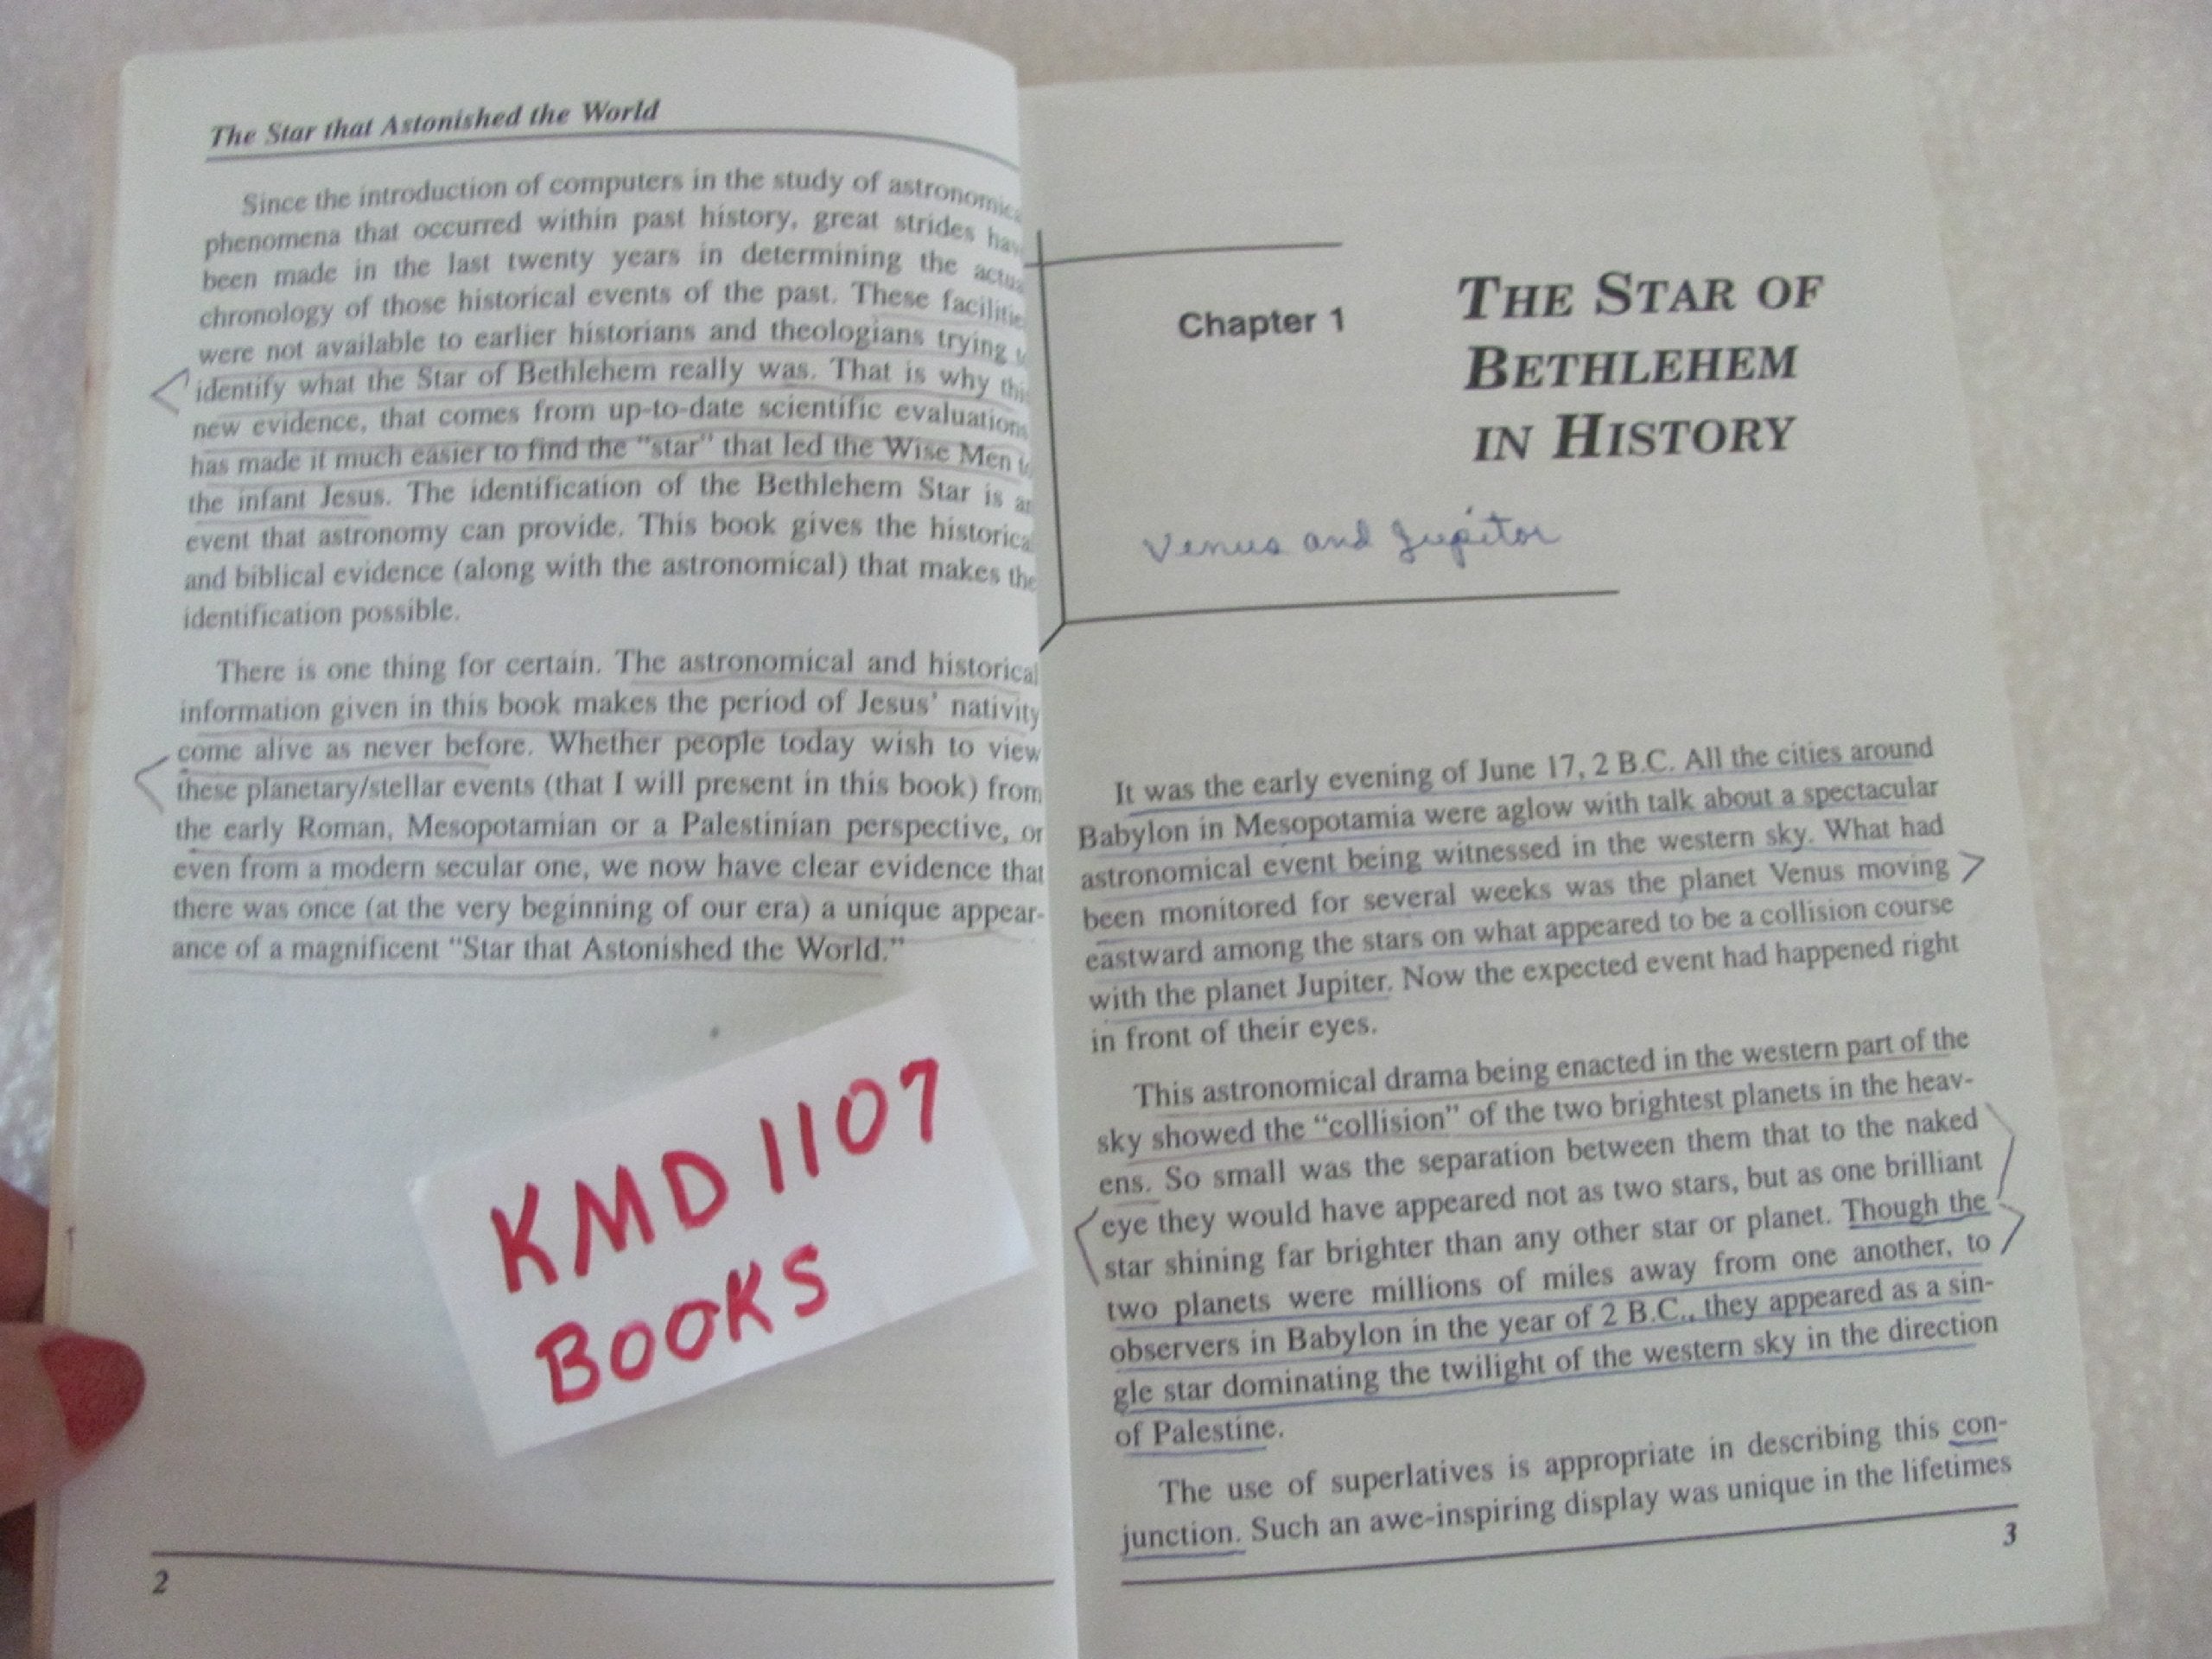 The Star that Astonished the World
Since the introduction of computers in the study of
phenomena that occurred within past history, great strides
been made in the last twenty years in determining the
chronology of those historical events of the past. These
were not available to earlier historians and theologians trying
identify what the Star of Bethlehem really was. That is why
new evidence, that comes from up-to-date scientific evaluations
has made it much easier to find the "star" that led the Wise Men
the infant Jesus. The identification of the Bethlehem Star is
event that astronomy can provide. This book gives the
and biblical evidence (along with the astronomical) that makes the
identification possible.
There is one thing for certain. The astronomical and historical
information given in this book makes the period of Jesus' nativity
come alive as never before. Whether people today wish to view
these planetary/stellar events (that I will present in this book) from
the early Roman, Mesopotamian or a Palestinian perspective, or
even from a modern secular one, we now have clear evidence that
there was once (at the very beginning of our era) a unique appear-
ance of a magnificent "Star that Astonished the World."
KMD 1107
BOOKS
2
Chapter 1
THE STAR OF
BETHLEHEM
IN HISTORY
Venus and Jupitor
It was the early evening of June 17, 2 B.C. All the cities around
Babylon in Mesopotamia were aglow with talk about a spectacular
astronomical event being witnessed in the western sky. What had
been monitored for several weeks was the planet Venus moving
eastward among the stars on what appeared to be a collision course
with the planet Jupiter. Now the expected event had happened right
in front of their eyes.
This astronomical drama being enacted in the western part of the
sky showed the "collision" of the two brightest planets in the heav-
ens. So small was the separation between them that to the naked
eye they would have appeared not as two stars, but as one brilliant
star shining far brighter than any other star or planet. Though the
two planets were millions of miles away from one another, to
observers in Babylon in the year of 2 B.C., they appeared as a sin-
gle star dominating the twilight of the western sky in the direction
of Palestine.
The use of superlatives is appropriate in describing this con-
junction. Such an awe-inspiring display was unique in the lifetimes
3